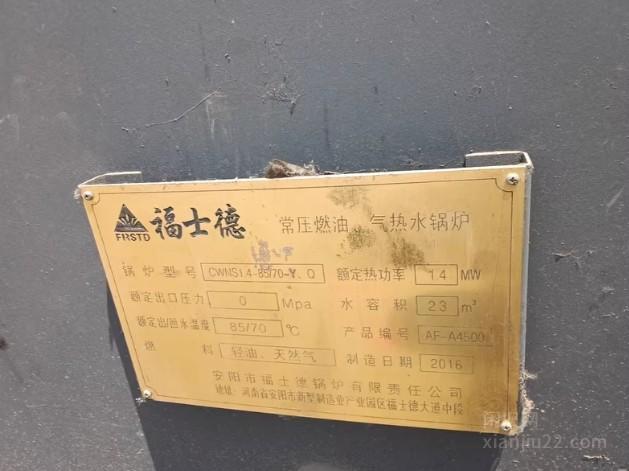 FIRSTD 福士德 常压燃油、气热水锅炉
锅炉型号 CWNS1.4-85/70-Y、Q 额定热功率 1.4 MW
额定出口压力 0 Mpa 水容积 2.3 m³
额定出/回水温度 85/70 ℃ 产品编号 AF-A4500
燃料 轻油、天然气 制造日期 2016
安阳市福士德锅炉有限责任公司
地址：河南省安阳市新型制造业产业园区福士德大道中段
xianjiu22.com